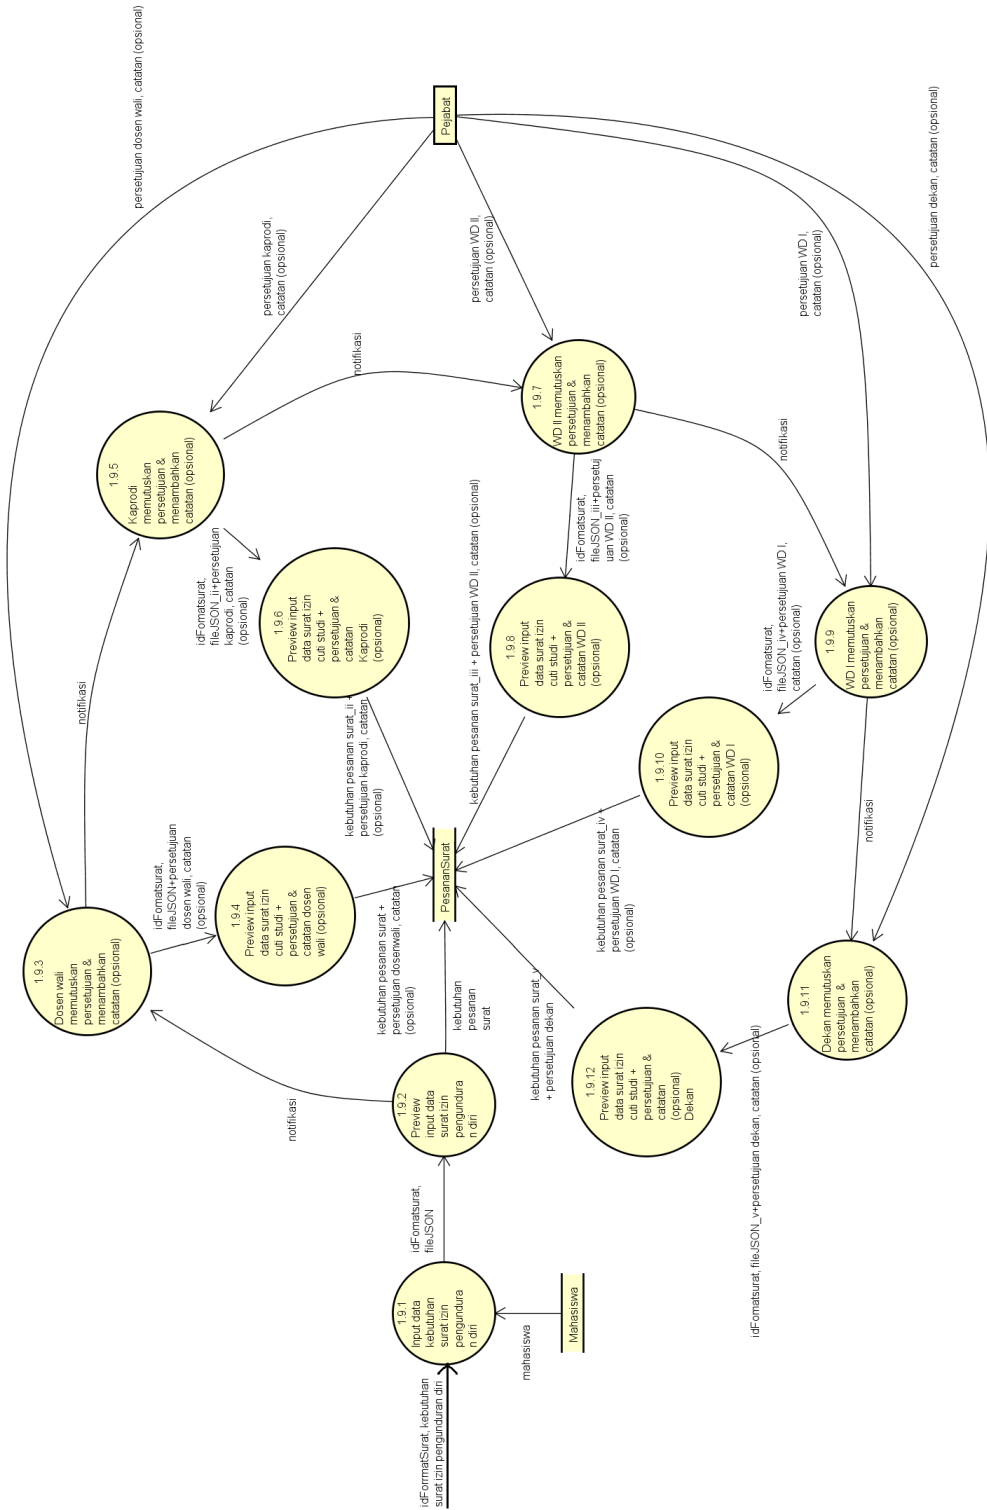 idForrmatSurat, kebutuhan
surat izin pengunduran diri
1.9.1
Input data
kebutuhan
surat izin
pengundura
n diri
mahasiswa
Mahasiswa
idFomatsurat,
fileJSON
1.9.2
Preview
input data
surat izin
pengundura
n diri
notifikasi
kebutuhan
pesanan
surat
1.9.3
Dosen wali
memutuskan
persetujuan &
menambahkan
catatan (opsional)
idFomatsurat,
fileJSON+persetujuan
dosen wali, catatan
(opsional)
1.9.4
Preview input
data surat izin
cuti studi +
persetujuan &
catatan dosen
wali (opsional)
kebutuhan pesanan surat +
persetujuan dosenwali, catatan
(opsional)
PesananSurat
notifikasi
1.9.5
Kaprodi
memutuskan
persetujuan &
menambahkan
catatan (opsional)
idFomatsurat,
fileJSON_ii+persetujuan
kaprodi, catatan
(opsional)
1.9.6
Preview input
data surat izin
cuti studi +
persetujuan &
catatan
Kaprodi
(opsional)
kebutuhan pesanan surat_ii +
persetujuan kaprodi, catatan
(opsional)
notifikasi
1.9.7
WD II memutuskan
persetujuan &
menambahkan
catatan (opsional)
idFomatsurat,
fileJSON_iii+persetuj
uan WD II, catatan
(opsional)
1.9.8
Preview input
data surat izin
cuti studi +
persetujuan &
catatan WD II
(opsional)
kebutuhan pesanan surat_iii + persetujuan WD II, catatan (opsional)
notifikasi
1.9.9
WD I memutuskan
persetujuan &
menambahkan
catatan (opsional)
idFomatsurat,
fileJSON_iv+persetujuan WD I,
catatan (opsional)
1.9.10
Preview input
data surat izin
cuti studi +
persetujuan &
catatan WD I
(opsional)
kebutuhan pesanan surat_iv +
persetujuan WD I, catatan
(opsional)
notifikasi
1.9.11
Dekan memutuskan
persetujuan &
menambahkan
catatan (opsional)
idFomatsurat, fileJSON_v+persetujuan dekan, catatan (opsional)
1.9.12
Preview input
data surat izin
cuti studi +
persetujuan &
catatan
(opsional)
Dekan
kebutuhan pesanan surat_v
+ persetujuan dekan
Pejabat
persetujuan dosen wali, catatan (opsional)
persetujuan kaprodi,
catatan (opsional)
persetujuan WD II,
catatan (opsional)
persetujuan WD I,
catatan (opsional)
persetujuan dekan, catatan (opsional)